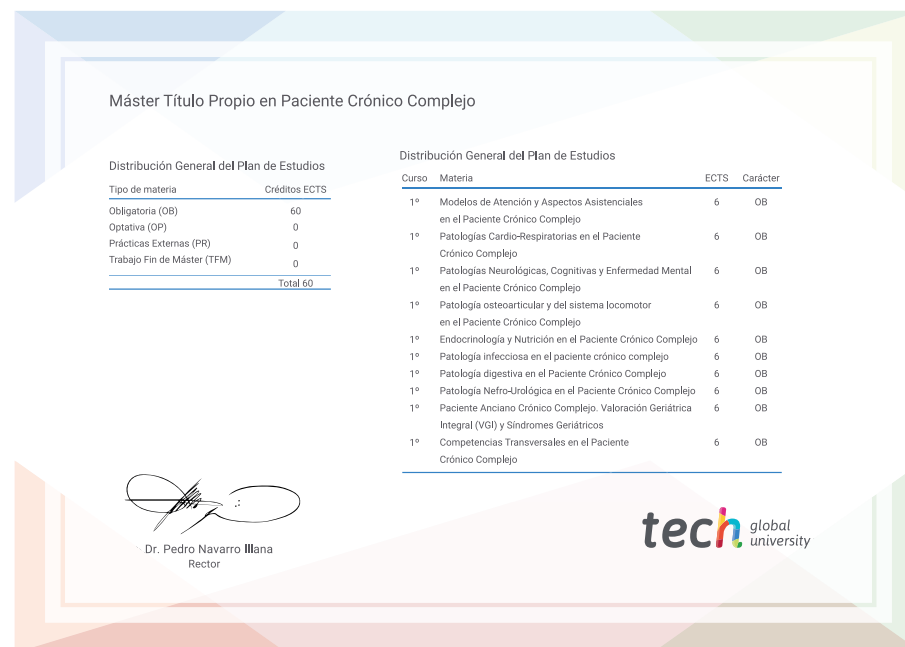 Máster Título Propio en Paciente Crónico Complejo
Distribución General del Plan de Estudios
Tipo de materia Créditos ECTS
Obligatoria (OB) 60
Optativa (OP) 0
Prácticas Externas (PR) 0
Trabajo Fin de Máster (TFM) 0
Total 60
Distribución General del Plan de Estudios
Curso Materia ECTS Carácter
1º Modelos de Atención y Aspectos Asistenciales 6 OB
en el Paciente Crónico Complejo
1º Patologías Cardio-Respiratorias en el Paciente 6 OB
Crónico Complejo
1º Patologías Neurológicas, Cognitivas y Enfermedad Mental 6 OB
en el Paciente Crónico Complejo
1º Patología osteoarticular y del sistema locomotor 6 OB
en el Paciente Crónico Complejo
1º Endocrinología y Nutrición en el Paciente Crónico Complejo 6 OB
1º Patología infecciosa en el paciente crónico complejo 6 OB
1º Patología digestiva en el Paciente Crónico Complejo 6 OB
1º Patología Nefro-Urológica en el Paciente Crónico Complejo 6 OB
1º Paciente Anciano Crónico Complejo. Valoración Geriátrica 6 OB
Integral (VGI) y Síndromes Geriátricos
1º Competencias Transversales en el Paciente 6 OB
Crónico Complejo
Dr. Pedro Navarro Illana
Rector
tech global
university